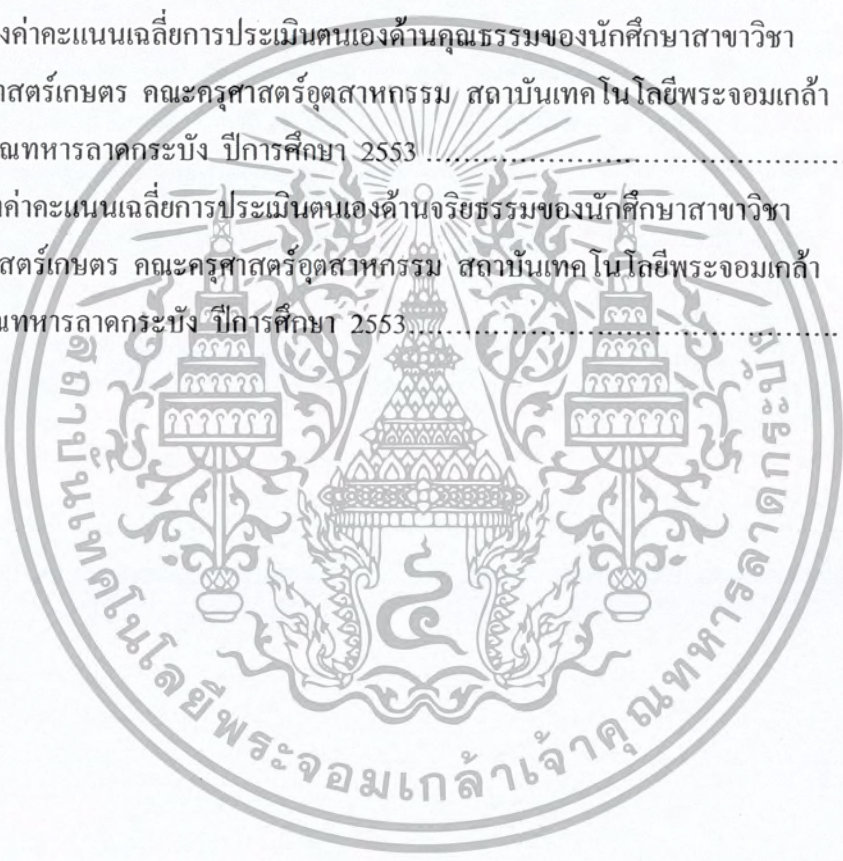 งค่าคะแนนเฉลี่ยการประเมินตนเองด้านคุณธรรมของนักศึกษาสาขาวิชา
าสตร์เกษตร คณะครุศาสตร์อุตสาหกรรม สถาบันเทคโนโลยีพระจอมเกล้า
ุณทหารลาดกระบัง ปีการศึกษา 2553 ........................................
งค่าคะแนนเฉลี่ยการประเมินตนเองด้านจริยธรรมของนักศึกษาสาขาวิชา
าสตร์เกษตร คณะครุศาสตร์อุตสาหกรรม สถาบันเทคโนโลยีพระจอมเกล้า
ุณทหารลาดกระบัง ปีการศึกษา 2553........................................
สถาบันเทคโนโลยีพระจอมเกล้าเจ้าคุณทหารลาดกระบัง
๔